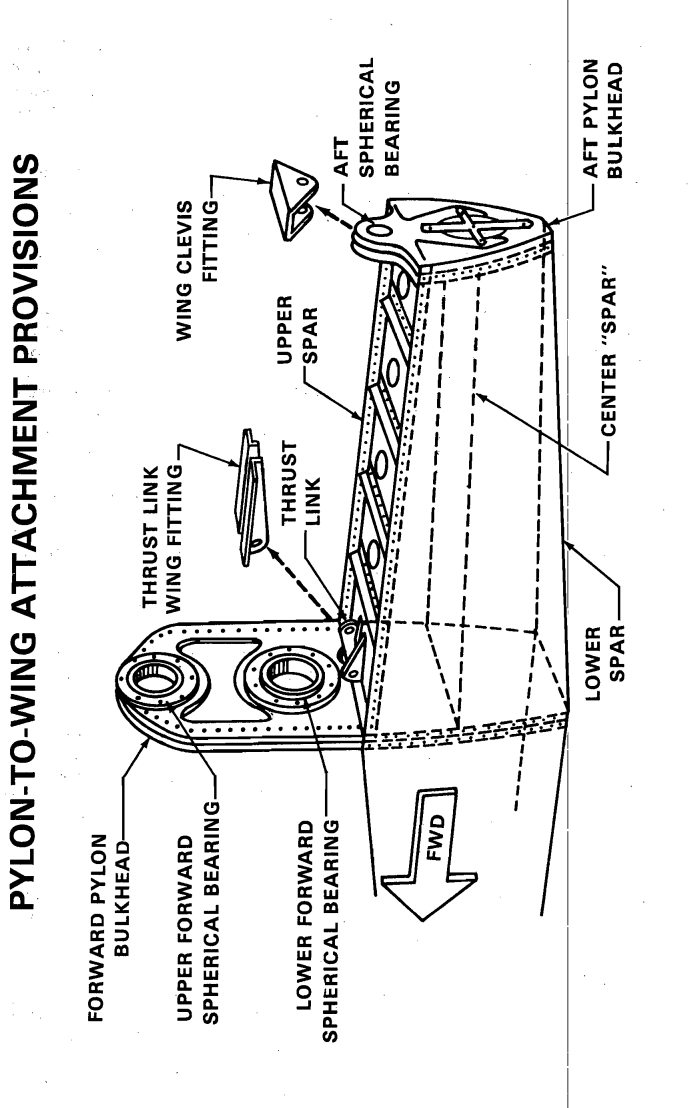 PYLON-TO-WING ATTACHMENT PROVISIONS
FORWARD PYLON
BULKHEAD
UPPER FORWARD
SPHERICAL BEARING
LOWER FORWARD
SPHERICAL BEARING
THRUST LINK
WING FITTING
THRUST
LINK
WING CLEVIS
FITTING
UPPER
SPAR
AFT
SPHERICAL
BEARING
AFT PYLON
BULKHEAD
CENTER "SPAR"
LOWER
SPAR
FWD